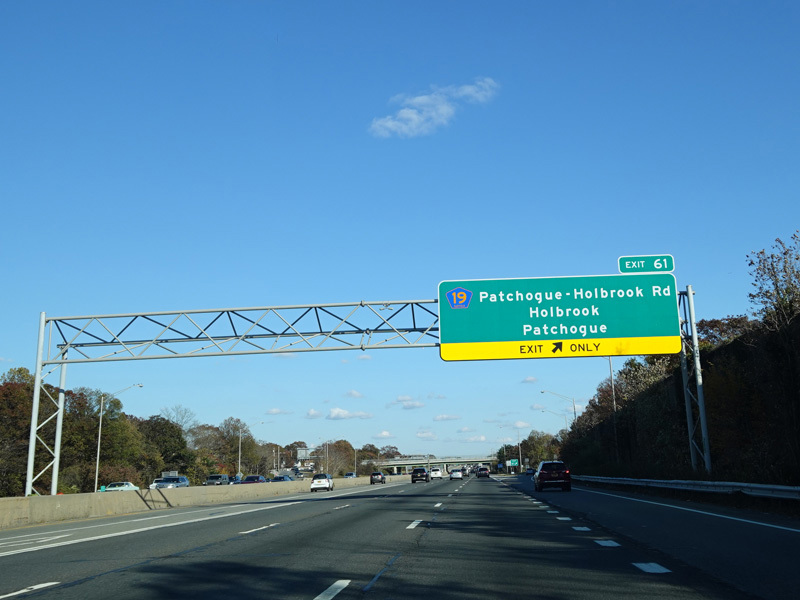 EXIT 61
19 Patchogue-Holbrook Rd
Holbrook
Patchogue
EXIT ONLY